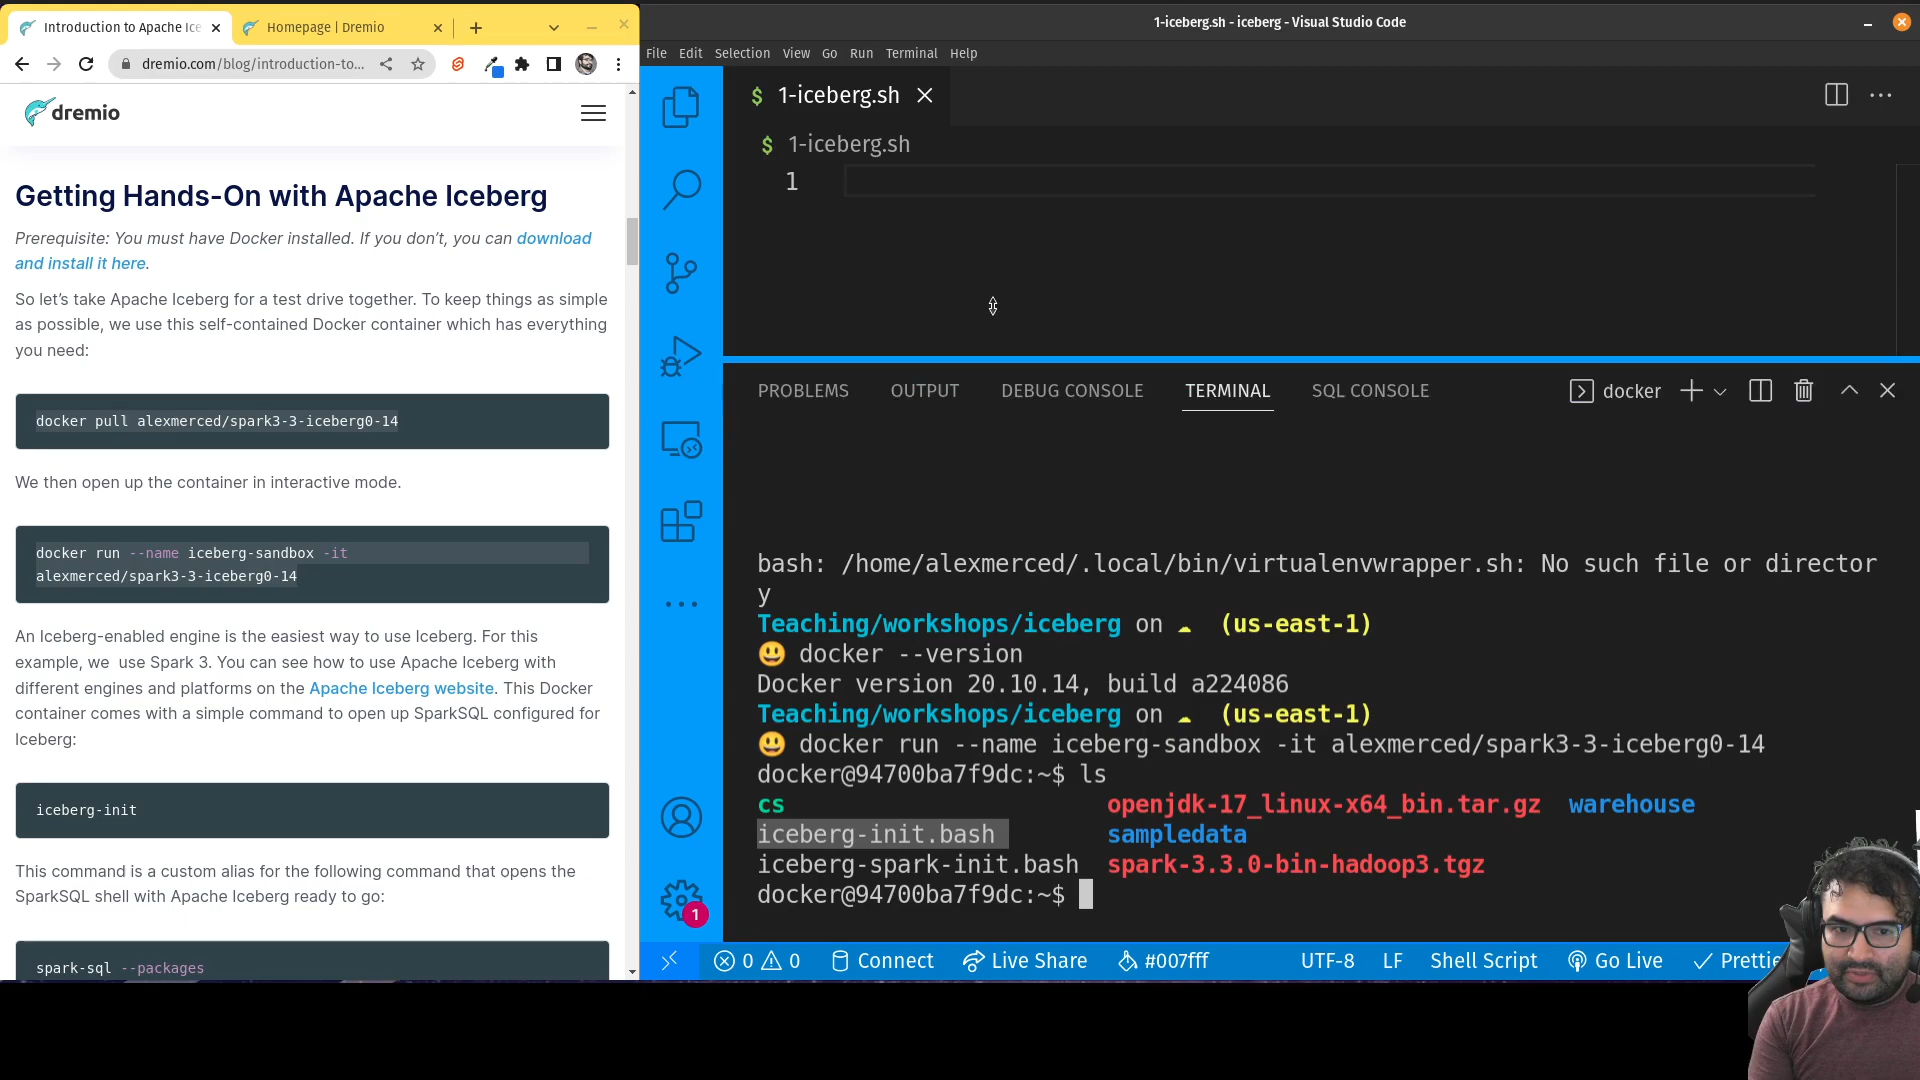 Introduction to Apache Ice
Homepage | Dremio
dremio.com/blog/introduction-to...
dremio
Getting Hands-On with Apache Iceberg
Prerequisite: You must have Docker installed. If you don’t, you can download
and install it here.
So let’s take Apache Iceberg for a test drive together. To keep things as simple
as possible, we use this self-contained Docker container which has everything
you need:
docker pull alexmerced/spark3-3-iceberg0-14
We then open up the container in interactive mode.
docker run --name iceberg-sandbox -it
alexmerced/spark3-3-iceberg0-14
An Iceberg-enabled engine is the easiest way to use Iceberg. For this
example, we use Spark 3. You can see how to use Apache Iceberg with
different engines and platforms on the Apache Iceberg website. This Docker
container comes with a simple command to open up SparkSQL configured for
Iceberg:
iceberg-init
This command is a custom alias for the following command that opens the
SparkSQL shell with Apache Iceberg ready to go:
spark-sql --packages
1-iceberg.sh - iceberg - Visual Studio Code
File Edit Selection View Go Run Terminal Help
$ 1-iceberg.sh
$ 1-iceberg.sh
1
PROBLEMS OUTPUT DEBUG CONSOLE TERMINAL SQL CONSOLE docker
bash: /home/alexmerced/.local/bin/virtualenvwrapper.sh: No such file or director
y
Teaching/workshops/iceberg on ☁ (us-east-1)
😃 docker --version
Docker version 20.10.14, build a224086
Teaching/workshops/iceberg on ☁ (us-east-1)
😃 docker run --name iceberg-sandbox -it alexmerced/spark3-3-iceberg0-14
docker@94700ba7f9dc:~$ ls
cs openjdk-17_linux-x64_bin.tar.gz warehouse
iceberg-init.bash sampledata
iceberg-spark-init.bash spark-3.3.0-bin-hadoop3.tgz
docker@94700ba7f9dc:~$
1
0 0 Connect Live Share #007fff UTF-8 LF Shell Script Go Live Prettie